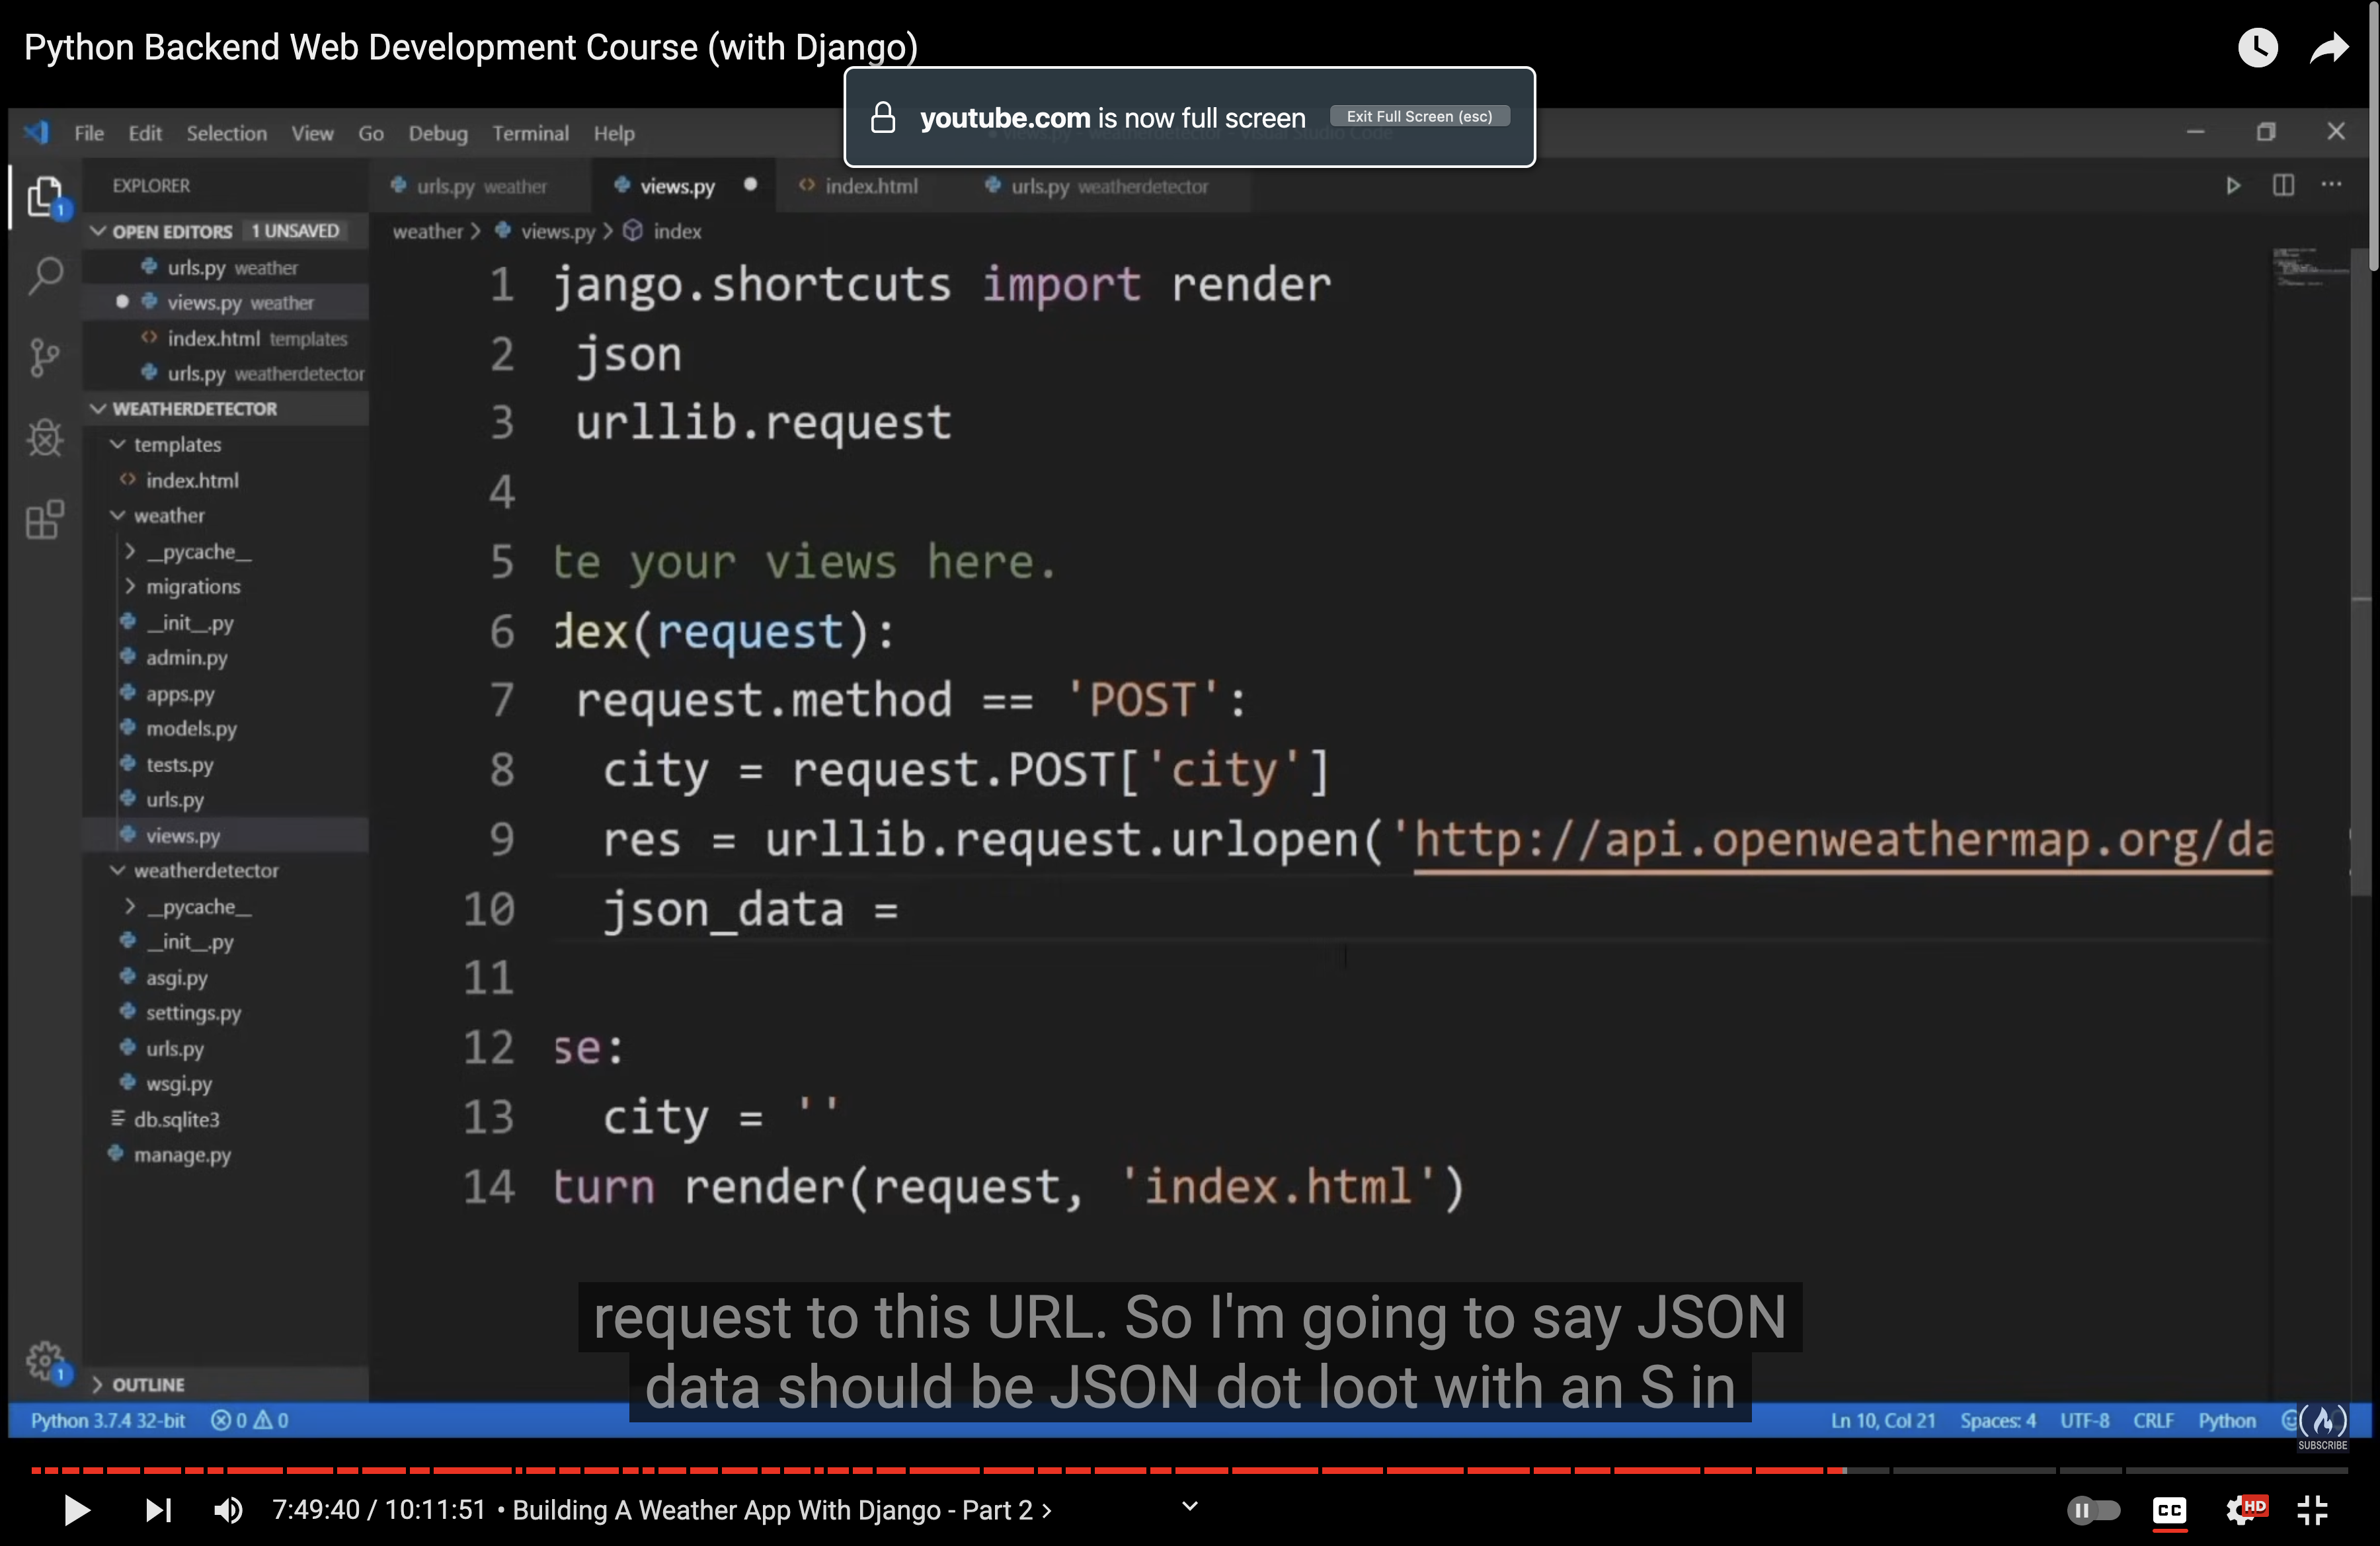 Python Backend Web Development Course (with Django)
youtube.com is now full screen Exit Full Screen (esc)
File Edit Selection View Go Debug Terminal Help
EXPLORER
OPEN EDITORS 1 UNSAVED
urls.py weather
views.py weather
index.html templates
urls.py weatherdetector
WEATHERDETECTOR
templates
index.html
weather
__pycache__
migrations
__init__.py
admin.py
apps.py
models.py
tests.py
urls.py
views.py
weatherdetector
__pycache__
__init__.py
asgi.py
settings.py
urls.py
wsgi.py
db.sqlite3
manage.py
OUTLINE
1
1
urls.py weather views.py index.html urls.py weatherdetector
weather > views.py > index
1 jango.shortcuts import render
2 json
3 urllib.request
4
5 te your views here.
6 dex(request):
7 request.method == 'POST':
8 city = request.POST['city']
9 res = urllib.request.urlopen('http://api.openweathermap.org/da
10 json_data =
11
12 se:
13 city = ''
14 turn render(request, 'index.html')
request to this URL. So I'm going to say JSON
data should be JSON dot loot with an S in
Python 3.7.4 32-bit 0 0 Ln 10, Col 21 Spaces: 4 UTF-8 CRLF Python
SUBSCRIBE
7:49:40 / 10:11:51 • Building A Weather App With Django - Part 2 >
CC HD